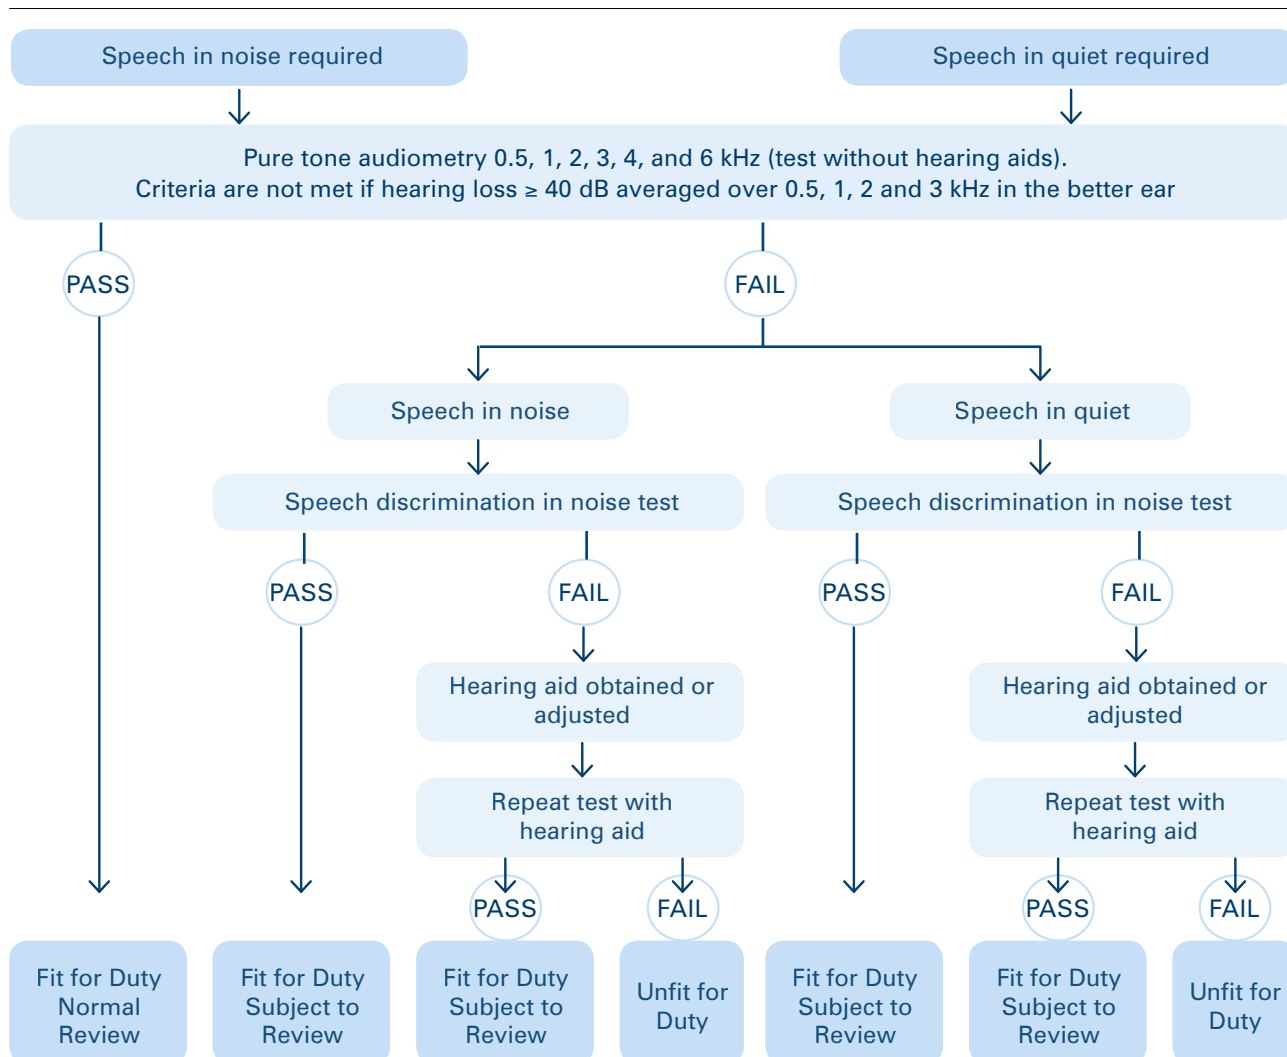 Speech in noise required
Speech in quiet required
Pure tone audiometry 0.5, 1, 2, 3, 4, and 6 kHz (test without hearing aids).
Criteria are not met if hearing loss ≥ 40 dB averaged over 0.5, 1, 2 and 3 kHz in the better ear
PASS
FAIL
Speech in noise
Speech in quiet
Speech discrimination in noise test
Speech discrimination in noise test
PASS
FAIL
PASS
FAIL
Hearing aid obtained or
adjusted
Hearing aid obtained or
adjusted
Repeat test with
hearing aid
Repeat test with
hearing aid
PASS
FAIL
PASS
FAIL
Fit for Duty
Normal
Review
Fit for Duty
Subject to
Review
Fit for Duty
Subject to
Review
Unfit for
Duty
Fit for Duty
Subject to
Review
Fit for Duty
Subject to
Review
Unfit for
Duty